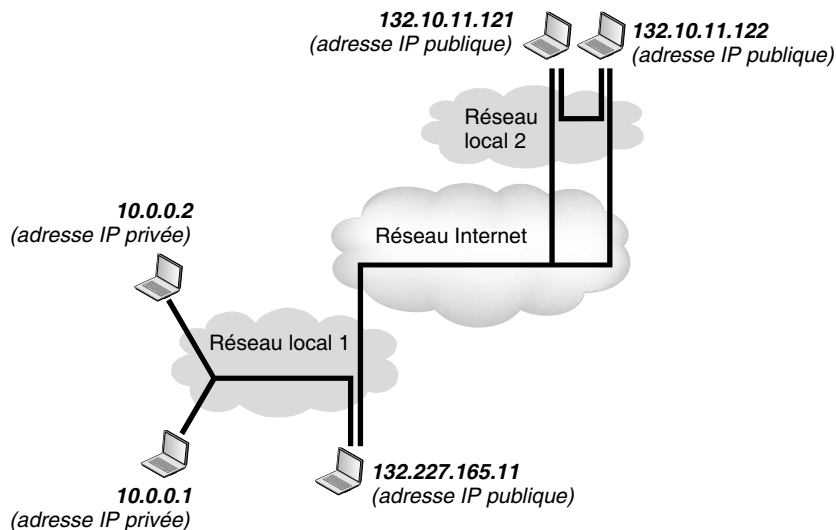 132.10.11.121
(adresse IP publique)
132.10.11.122
(adresse IP publique)
Réseau
local 2
10.0.0.2
(adresse IP privée)
Réseau Internet
Réseau local 1
132.227.165.11
(adresse IP publique)
10.0.0.1
(adresse IP privée)